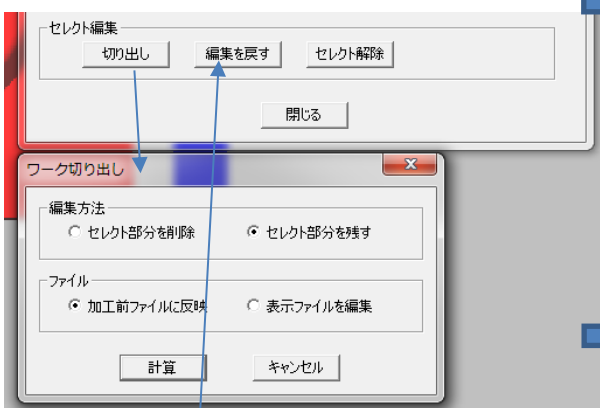 セレクト編集
切り出し 編集を戻す セレクト解除
閉じる
ワーク切り出し
編集方法
セレクト部分を削除 セレクト部分を残す
ファイル
加工前ファイルに反映 表示ファイルを編集
計算 キャンセル